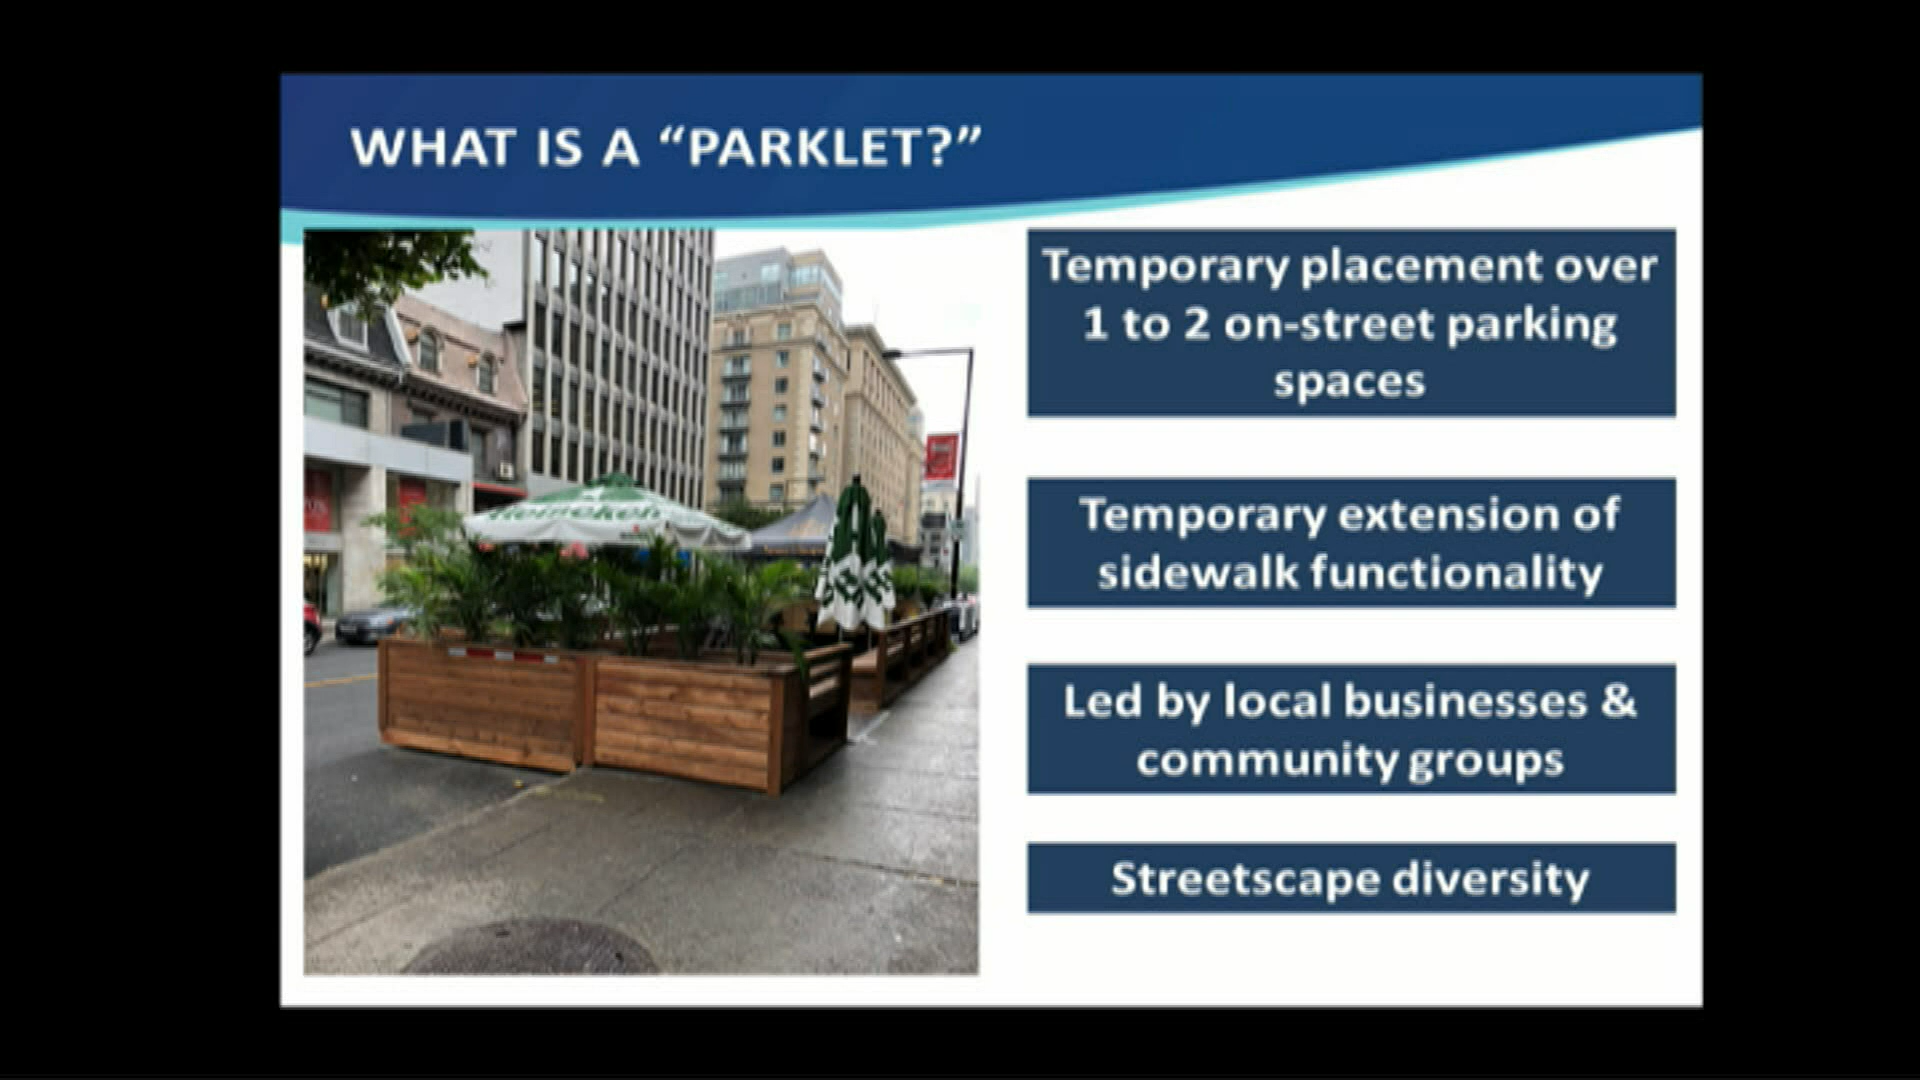 WHAT IS A “PARKLET?”
Temporary placement over
1 to 2 on-street parking
spaces
Temporary extension of
sidewalk functionality
Led by local businesses &
community groups
Streetscape diversity
Heineken